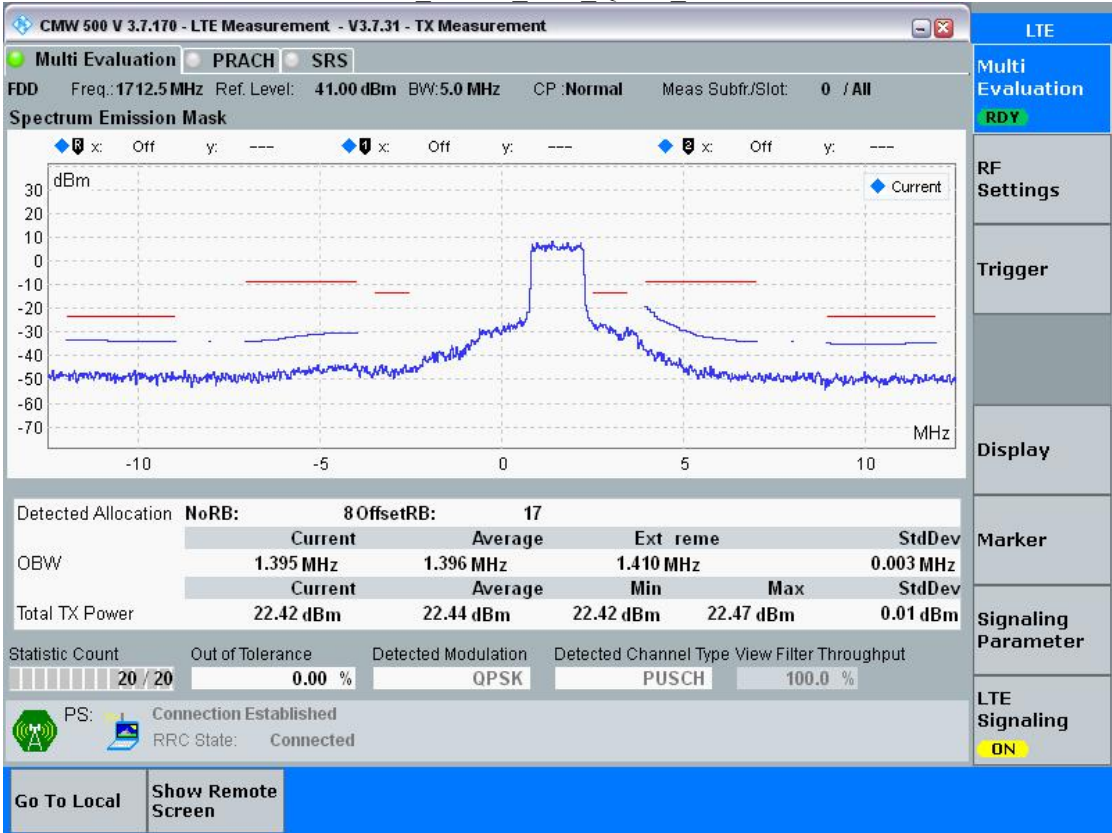 CMW 500 V 3.7.170 - LTE Measurement - V3.7.31 - TX Measurement
LTE
Multi Evaluation PRACH SRS
Multi Evaluation
RDY
FDD Freq.: 1712.5 MHz Ref. Level: 41.00 dBm BW: 5.0 MHz CP : Normal Meas Subfr./Slot: 0 / All
Spectrum Emission Mask
R x: Off y: --- 1 x: Off y: --- 2 x: Off y: ---
dBm
Current
30
20
10
0
-10
-20
-30
-40
-50
-60
-70
MHz
-10 -5 0 5 10
RF
Settings
Trigger
Display
Marker
Signaling
Parameter
LTE
Signaling
ON
Detected Allocation NoRB: 8 OffsetRB: 17
Current Average Ext reme StdDev
OBW 1.395 MHz 1.396 MHz 1.410 MHz 0.003 MHz
Current Average Min Max StdDev
Total TX Power 22.42 dBm 22.44 dBm 22.42 dBm 22.47 dBm 0.01 dBm
Statistic Count Out of Tolerance Detected Modulation Detected Channel Type View Filter Throughput
20 / 20 0.00 % QPSK PUSCH 100.0 %
PS: Connection Established
RRC State: Connected
Go To Local
Show Remote
Screen